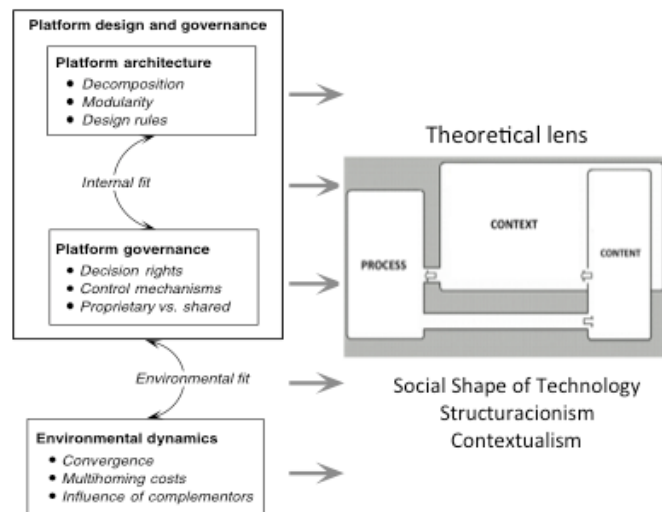 Platform design and governance
Platform architecture
• Decomposition
• Modularity
• Design rules
Internal fit
Platform governance
• Decision rights
• Control mechanisms
• Proprietary vs. shared
Environmental fit
Environmental dynamics
• Convergence
• Multihoming costs
• Influence of complementors
Theoretical lens
PROCESS
CONTEXT
CONTENT
Social Shape of Technology
Structuracionism
Contextualism